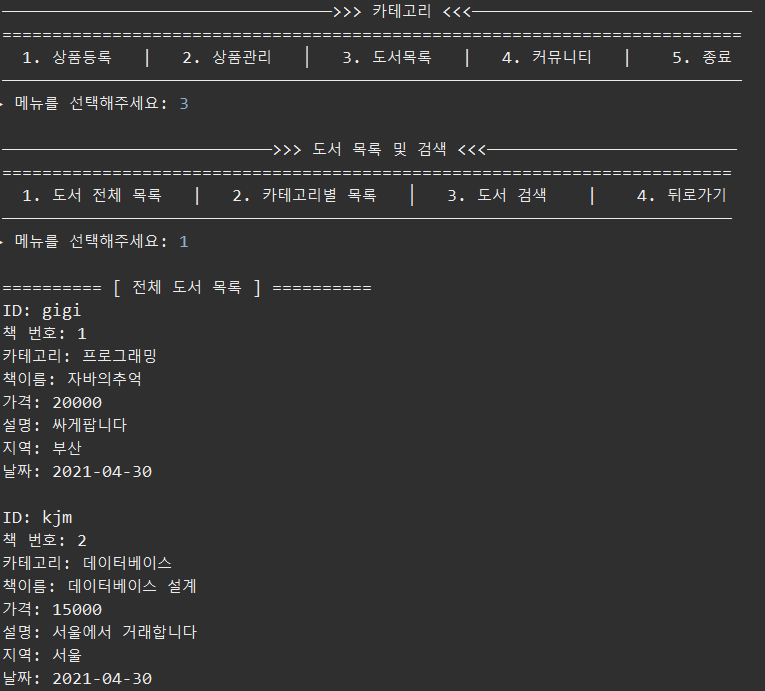 >>> 카테고리 <<<
==========================================================================
1. 상품등록 | 2. 상품관리 | 3. 도서목록 | 4. 커뮤니티 | 5. 종료
▸ 메뉴를 선택해주세요: 3
>>> 도서 목록 및 검색 <<<
=========================================================================
1. 도서 전체 목록 | 2. 카테고리별 목록 | 3. 도서 검색 | 4. 뒤로가기
▸ 메뉴를 선택해주세요: 1
========== [ 전체 도서 목록 ] ==========
ID: gigi
책 번호: 1
카테고리: 프로그래밍
책이름: 자바의추억
가격: 20000
설명: 싸게팝니다
지역: 부산
날짜: 2021-04-30
ID: kjm
책 번호: 2
카테고리: 데이터베이스
책이름: 데이터베이스 설계
가격: 15000
설명: 서울에서 거래합니다
지역: 서울
날짜: 2021-04-30